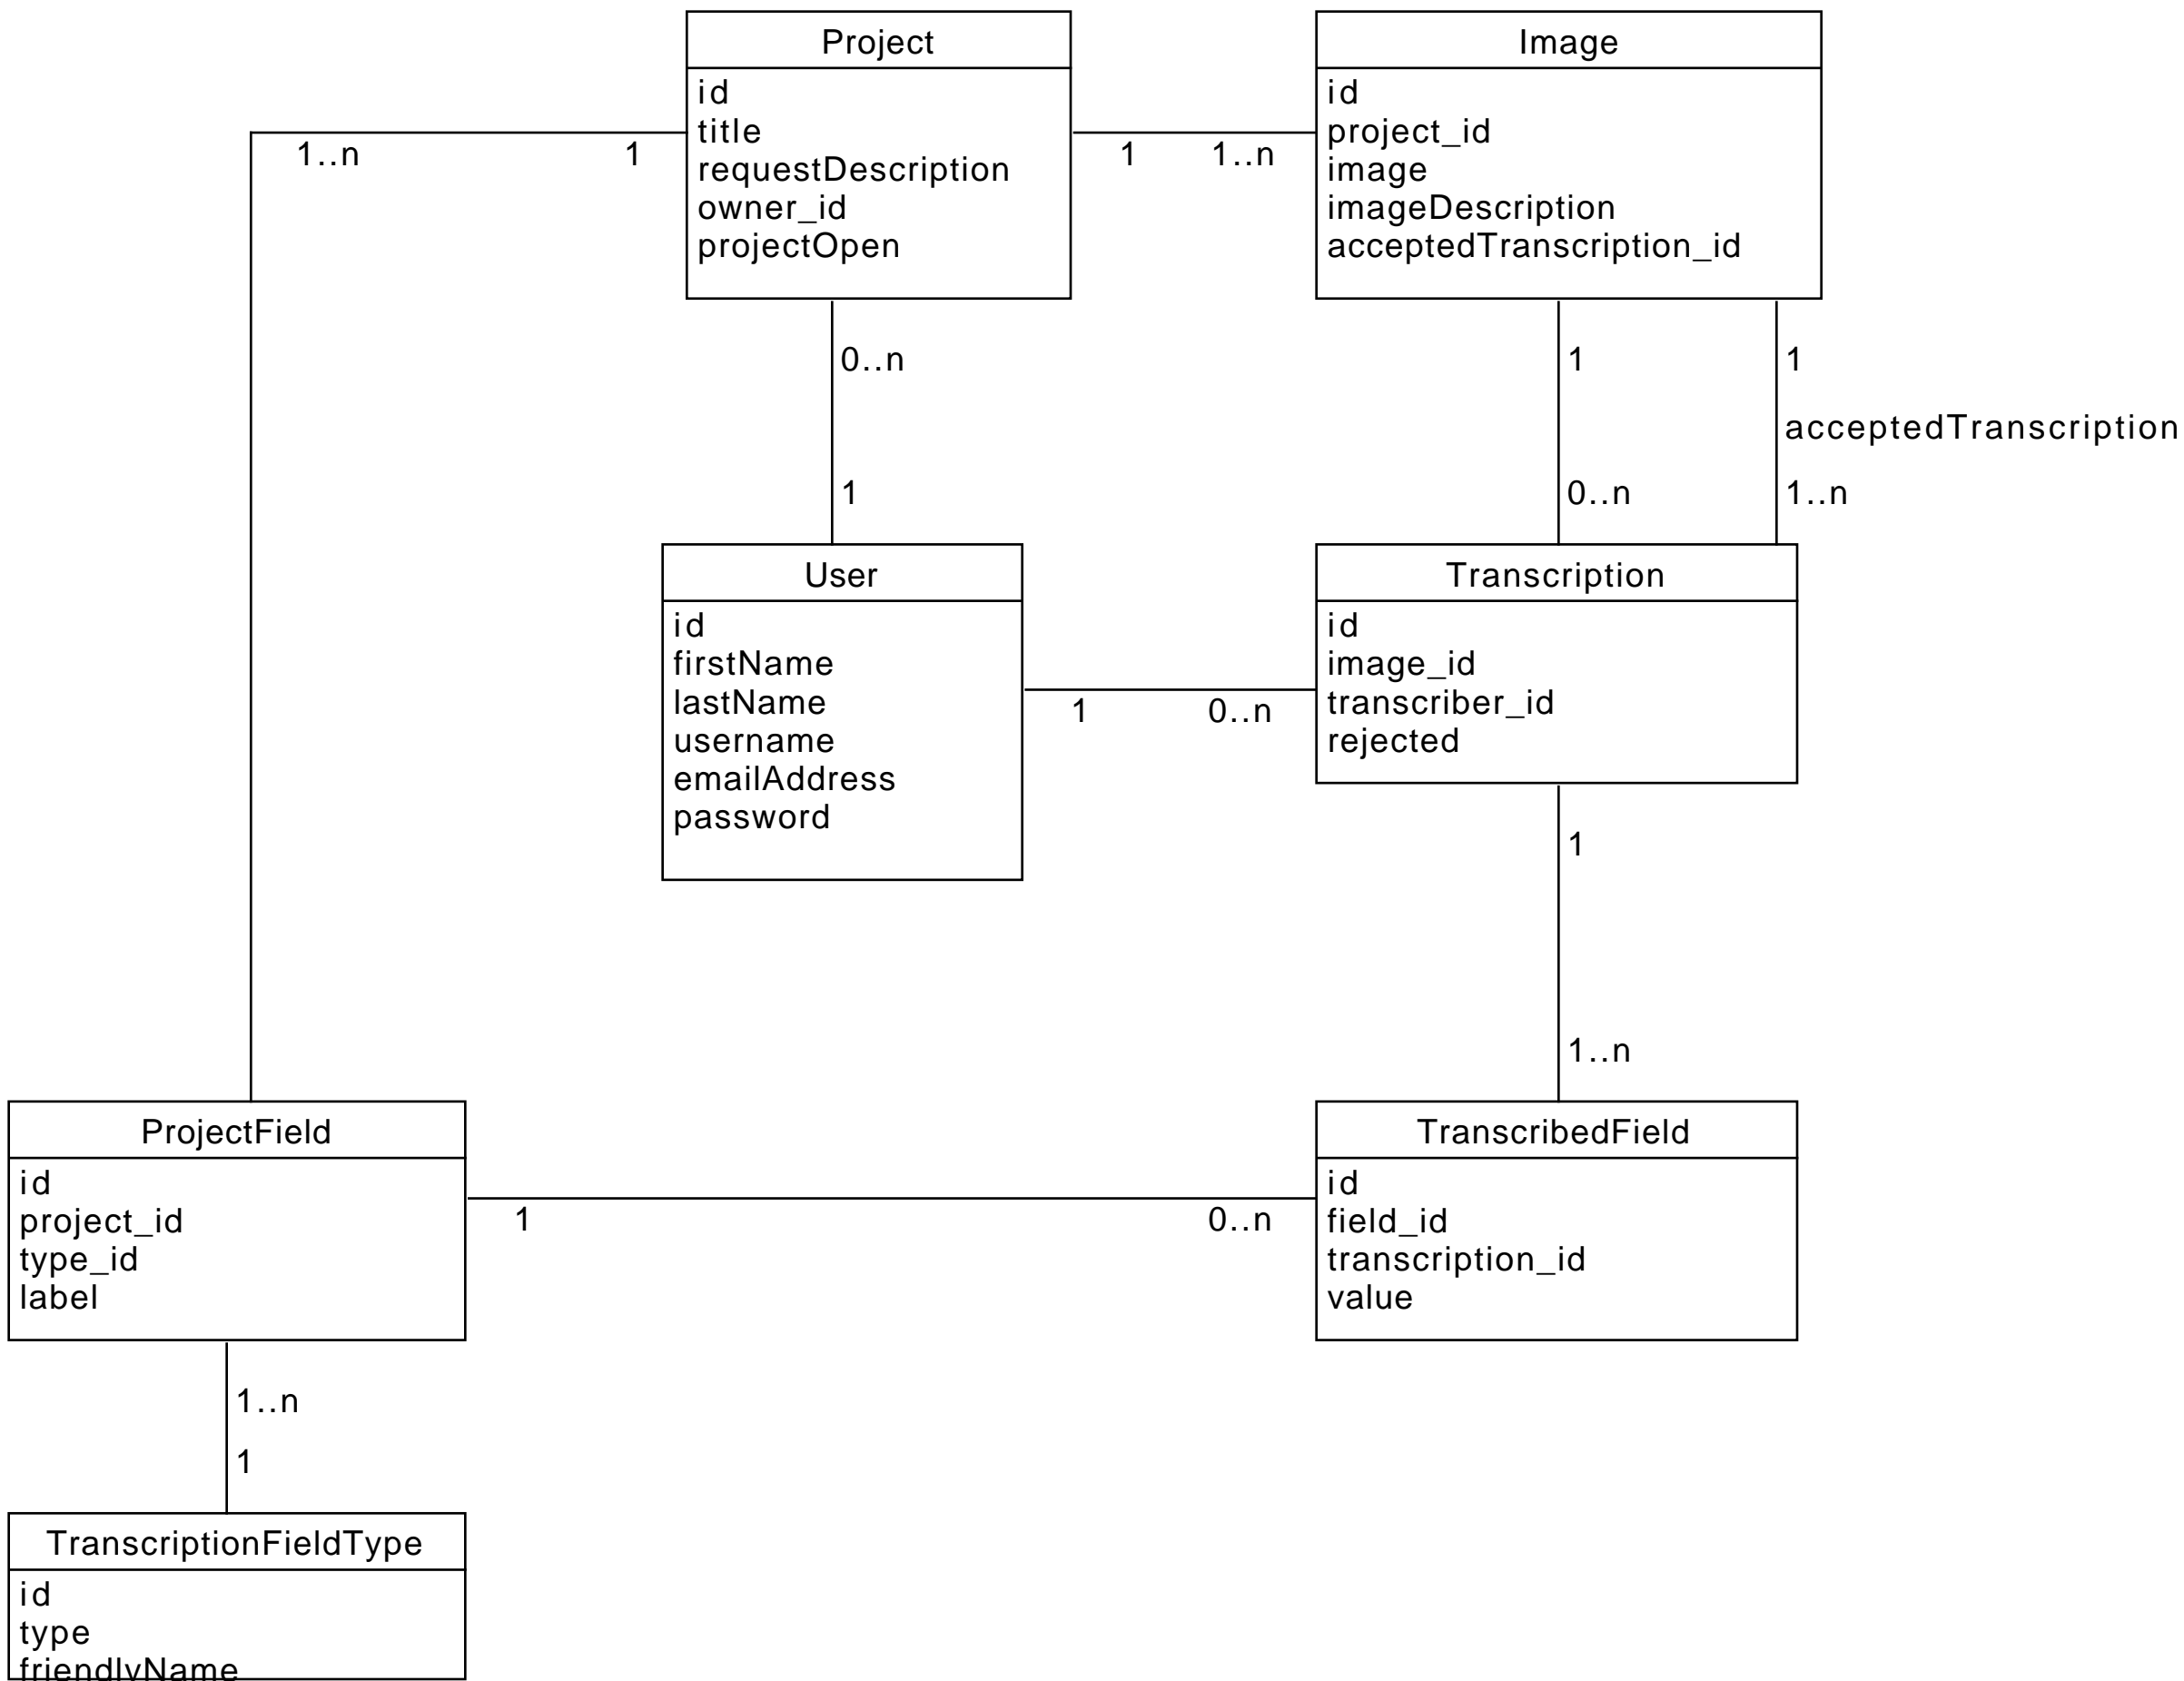 Project
id
title
requestDescription
owner_id
projectOpen
Image
id
project_id
image
imageDescription
acceptedTranscription_id
1..n
1
1
1..n
0..n
1
1
0..n
1
acceptedTranscription
1..n
User
id
firstName
lastName
username
emailAddress
password
Transcription
id
image_id
transcriber_id
rejected
1
0..n
1
1..n
ProjectField
id
project_id
type_id
label
TranscribedField
id
field_id
transcription_id
value
1
0..n
1..n
1
TranscriptionFieldType
id
type
friendlyName